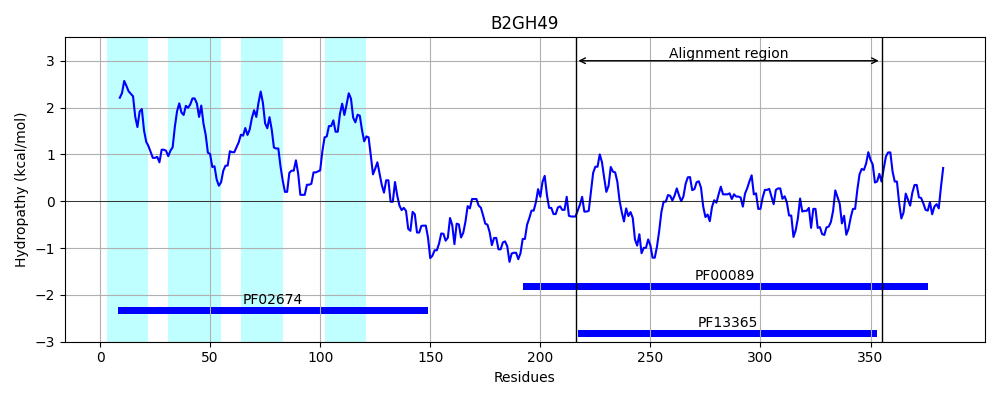 B2GH49
Alignment region
PF00089
PF02674
PF13365
Hydropathy (kcal/mol)
3
2
1
0
−1
−2
−3
0 50 100 150 200 250 300 350
Residues